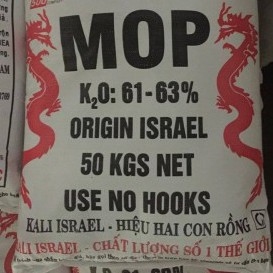 MOP
K₂O: 61-63%
ORIGIN ISRAEL
50 KGS NET
USE NO HOOKS
KALI ISRAEL - HIỆU HAI CON RỒNG
KALI ISRAEL - CHẤT LƯỢNG SỐ 1 THẾ GIỚI